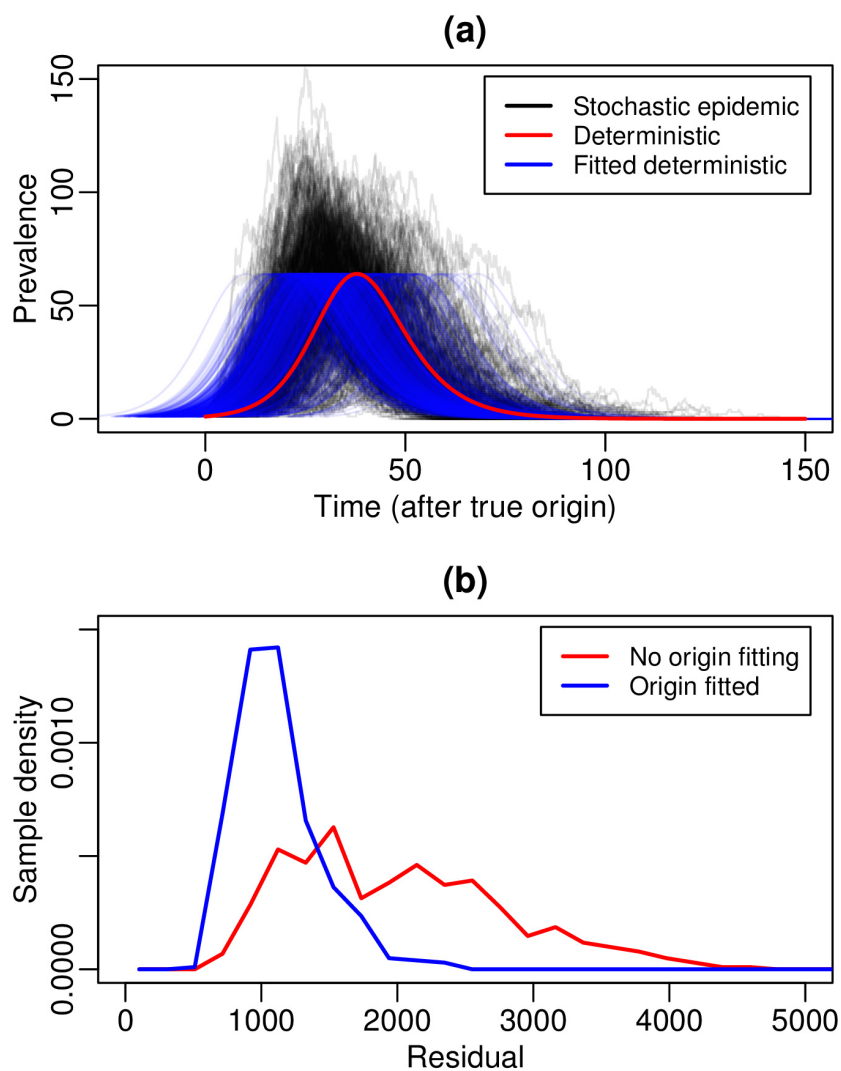 (a)
Prevalence
150
100
50
0
Stochastic epidemic
Deterministic
Fitted deterministic
0
50
100
150
Time (after true origin)
(b)
Sample density
0.0010
0.0000
No origin fitting
Origin fitted
0
1000
2000
3000
4000
5000
Residual